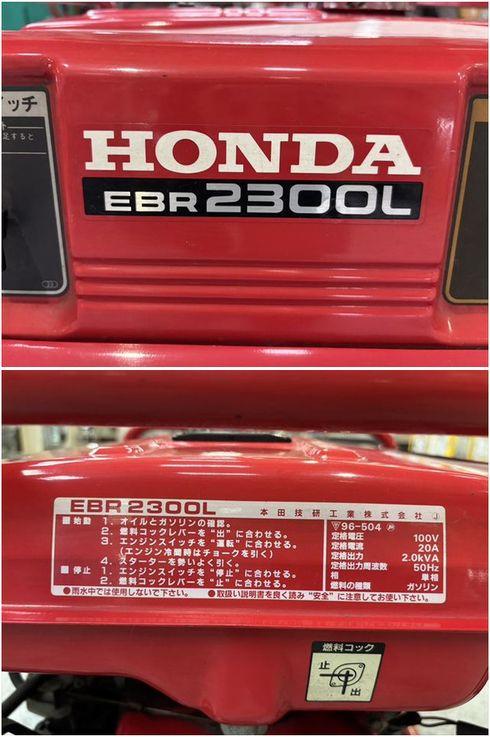 ッチ
足すると
HONDA
EBR2300L
EBR2300L 本田技研工業株式会社 J
■始動 1. オイルとガソリンの確認。
2. 燃料コックレバーを“出”に合わせる。
3. エンジンスイッチを“運転”に合わせる。
(エンジン冷間時はチョークを引く)
4. スターターを勢いよく引く。
■停止 1. エンジンスイッチを“停止”に合わせる。
2. 燃料コックレバーを“止”に合わせる。
▽96-504
定格電圧 100V
定格電流 20A
定格出力 2.0kVA
定格出力周波数 50Hz
相 単相
燃料の種類 ガソリン
●雨水中では使用しないで下さい。 ●取扱い説明書を良く読み“安全”に注意してお使い下さい。
燃料コック
止
出